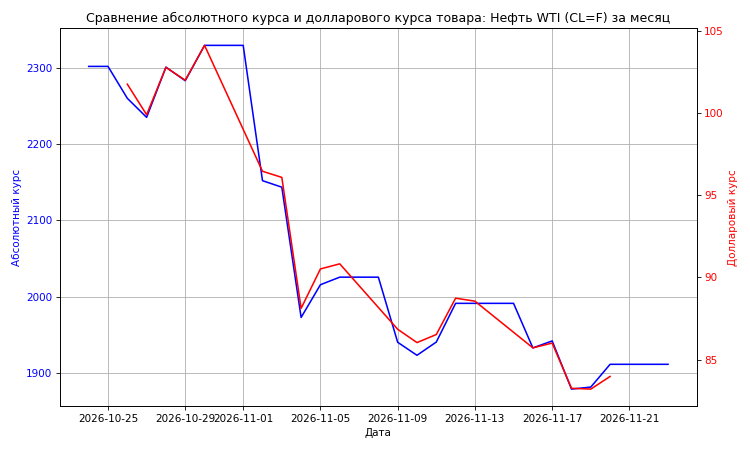 Сравнение абсолютного курса и долларового курса товара: Нефть WTI (CL=F) за месяц
105
2300
100
2200
95
Абсолютный курс
Долларовый курс
2100
90
2000
85
1900
2026-10-25 2026-10-29 2026-11-01 2026-11-05 2026-11-09 2026-11-13 2026-11-17 2026-11-21
Дата